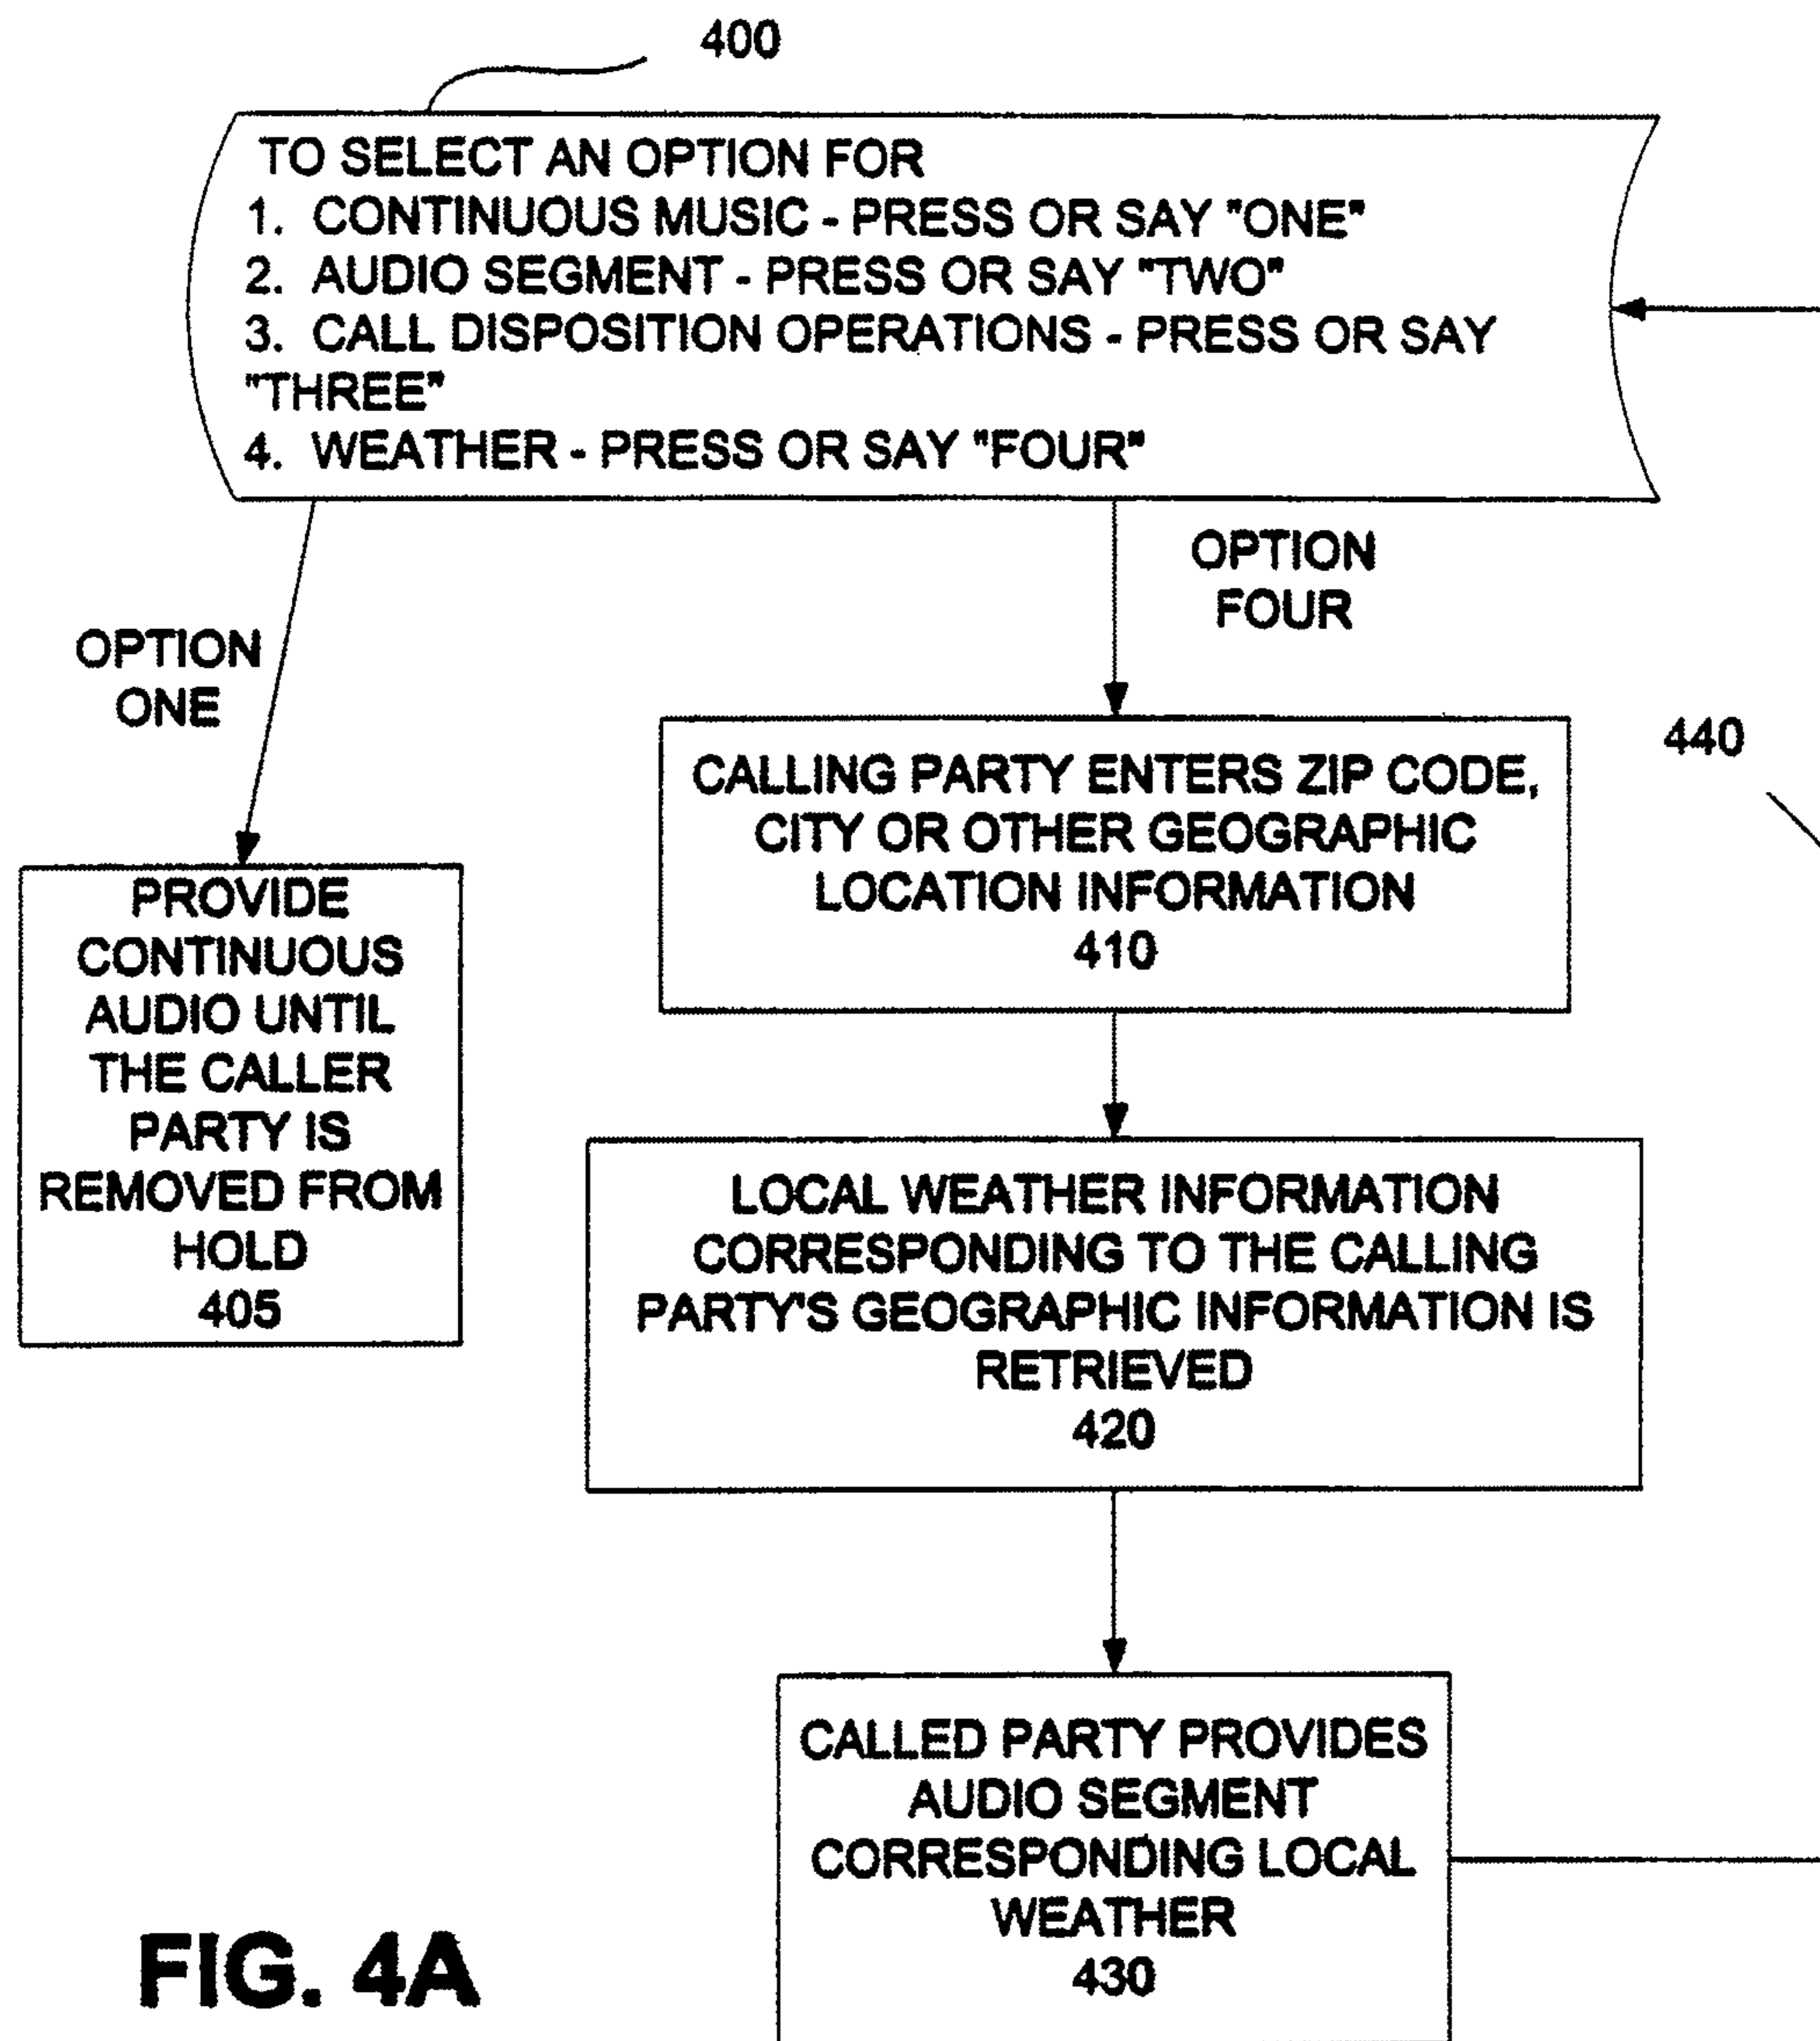 400
TO SELECT AN OPTION FOR
1. CONTINUOUS MUSIC - PRESS OR SAY "ONE"
2. AUDIO SEGMENT - PRESS OR SAY "TWO"
3. CALL DISPOSITION OPERATIONS - PRESS OR SAY
"THREE"
4. WEATHER - PRESS OR SAY "FOUR"
OPTION
ONE
OPTION
FOUR
PROVIDE
CONTINUOUS
AUDIO UNTIL
THE CALLER
PARTY IS
REMOVED FROM
HOLD
405
CALLING PARTY ENTERS ZIP CODE,
CITY OR OTHER GEOGRAPHIC
LOCATION INFORMATION
410
440
LOCAL WEATHER INFORMATION
CORRESPONDING TO THE CALLING
PARTY'S GEOGRAPHIC INFORMATION IS
RETRIEVED
420
CALLED PARTY PROVIDES
AUDIO SEGMENT
CORRESPONDING LOCAL
WEATHER
430
FIG. 4A